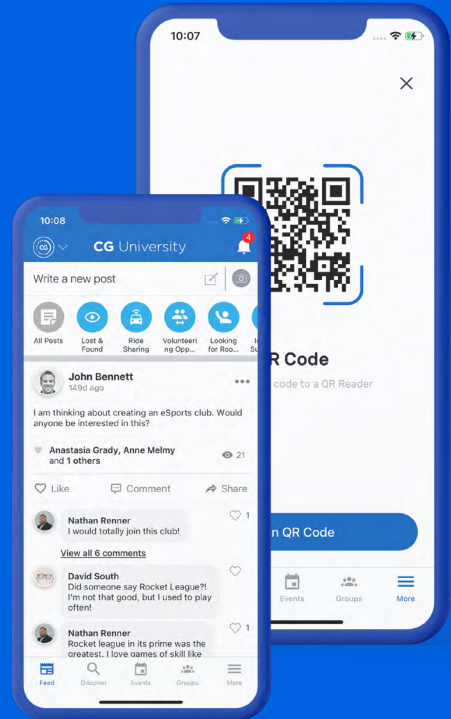 10:07
R Code
code to a QR Reader
n QR Code
Events
Groups
More
10:08
CG
CG University
4
Write a new post
All Posts
Lost &
Found
Ride
Sharing
Volunteeri
ng Opp...
Looking
for Roo...
John Bennett
149d ago
I am thinking about creating an eSports club. Would
anyone be interested in this?
Anastasia Grady, Anne Melmy
and 1 others
21
Like
Comment
Share
Nathan Renner
I would totally join this club!
1
View all 6 comments
David South
Did someone say Rocket League?!
I'm not that good, but I used to play
often!
Nathan Renner
Rocket league in its prime was the
greatest. I love games of skill like
1
Feed
Discover
Events
Groups
More